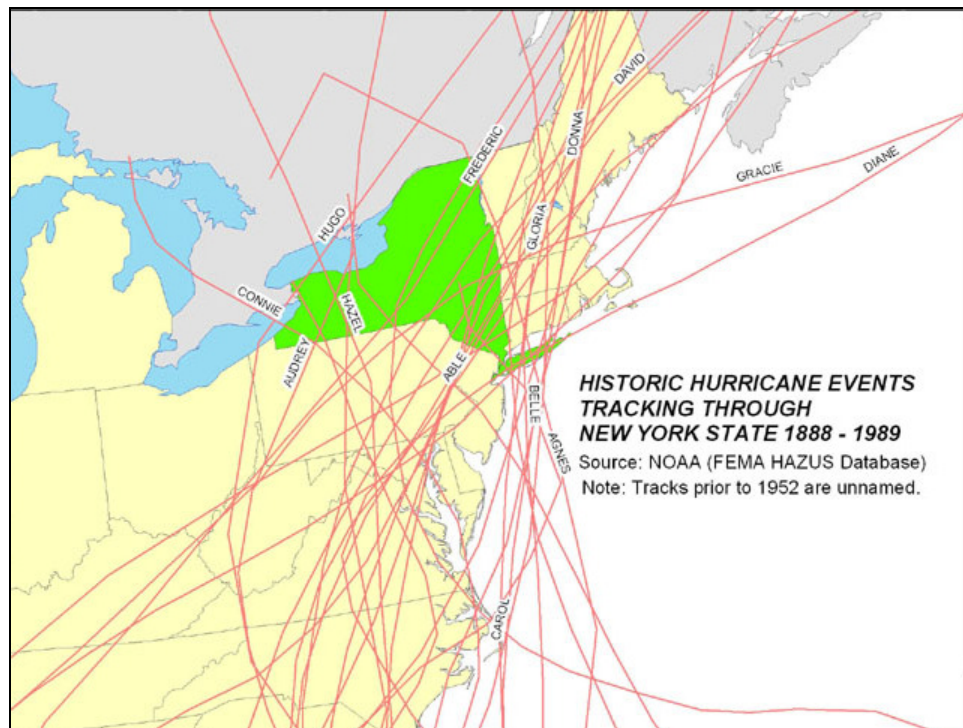 DAVID
DONNA
FREDERIC
GRACIE
DIANE
HUGO
GLORIA
CONNIE
HAZEL
AUDREY
ABLE
BELLE
AGNES
CAROL
HISTORIC HURRICANE EVENTS
TRACKING THROUGH
NEW YORK STATE 1888 - 1989
Source: NOAA (FEMA HAZUS Database)
Note: Tracks prior to 1952 are unnamed.